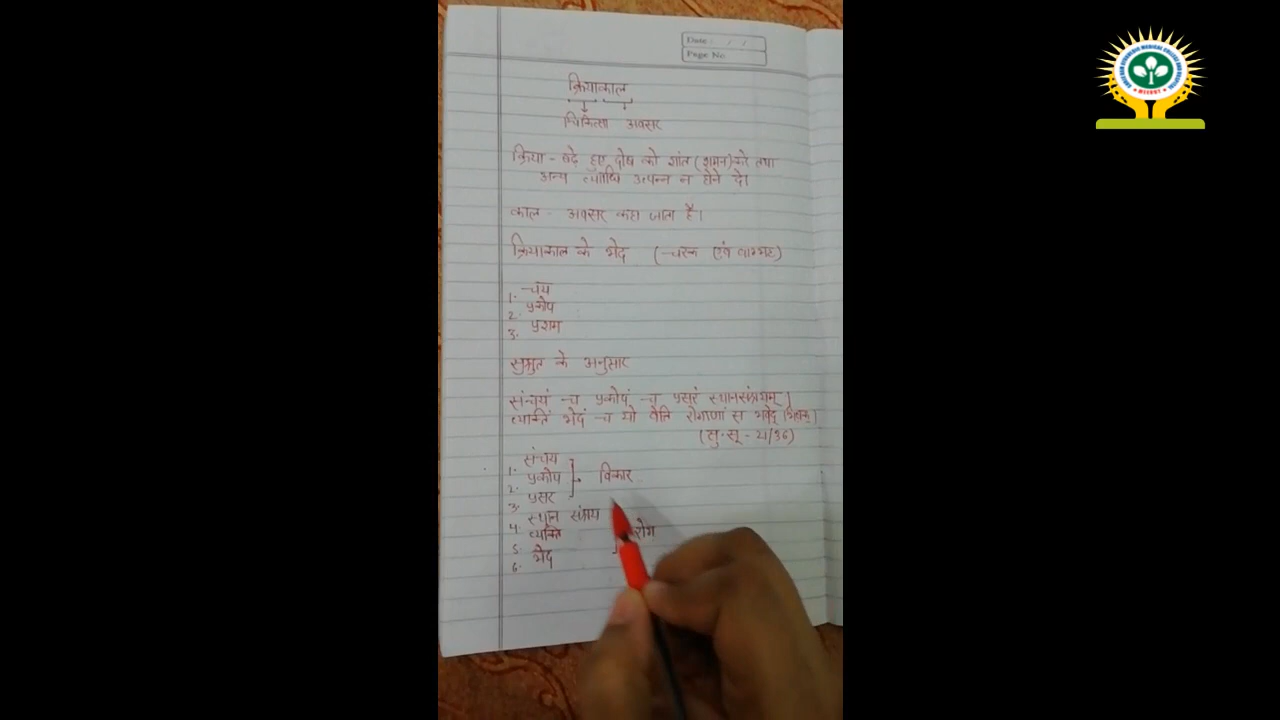 Date : / /
Page No
क्रियाकाल
चिकित्सा अवसर
क्रिया - बढ़े हुए दोष को शांत (शमन) करे तथा
अन्य व्याधि उत्पन्न न होने दे।
काल - अवसर कहा जाता है।
क्रियाकाल के भेद (-चरक एवं वाग्भट्ट)
1. चय
2. प्रकोप
3. प्रशम
सुश्रुत के अनुसार
संचयं च प्रकोपं च प्रसरं स्थानसंश्रयम् ।
व्यक्तिं भेदं च यो वेत्ति रोगाणां स भवेद् भिषक् ।
(सु.सू - 21/36)
1. संचय
2. प्रकोप विकार
3. प्रसर
4. स्थान संश्रय
5. व्यक्ति रोग
6. भेद